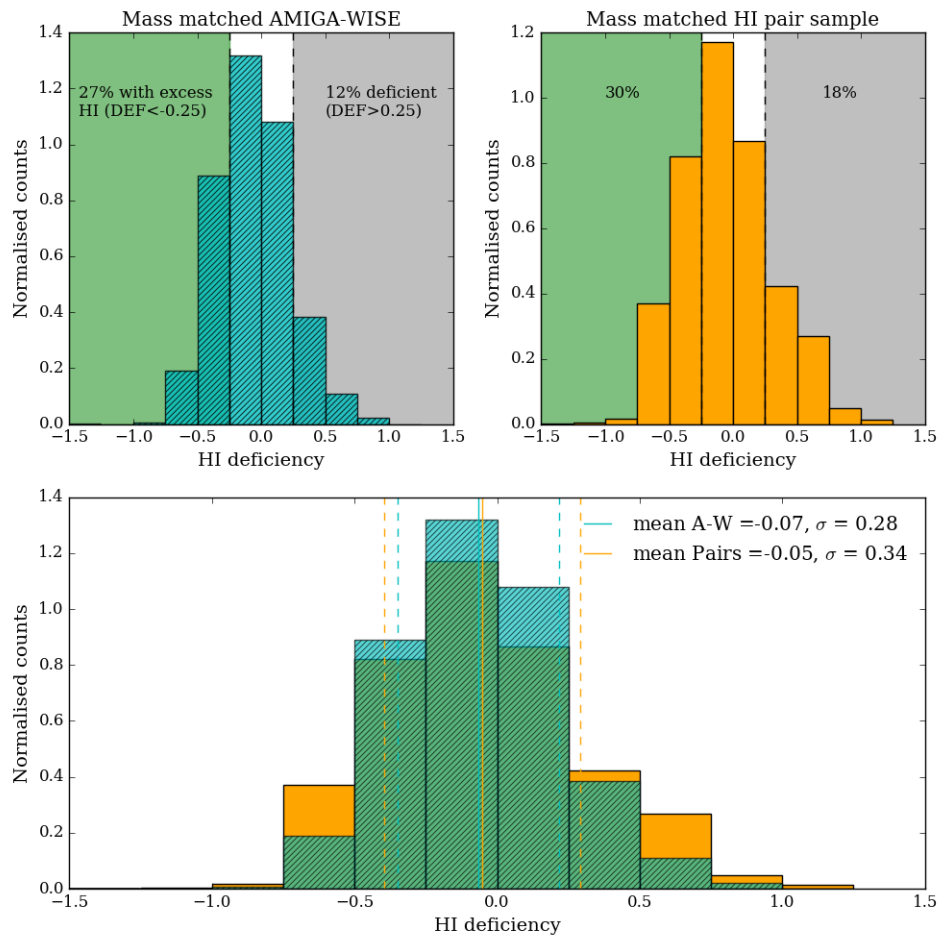 Mass matched AMIGA-WISE
1.4
1.2
1.0
0.8
0.6
0.4
0.2
0.0
Normalised counts
27% with excess
HI (DEF<-0.25)
12% deficient
(DEF>0.25)
−1.5 −1.0 −0.5 0.0 0.5 1.0 1.5
HI deficiency
Mass matched HI pair sample
1.2
1.0
0.8
0.6
0.4
0.2
0.0
Normalised counts
30%
18%
−1.5 −1.0 −0.5 0.0 0.5 1.0 1.5
HI deficiency
1.4
1.2
1.0
0.8
0.6
0.4
0.2
0.0
Normalised counts
mean A-W =-0.07, σ = 0.28
mean Pairs =-0.05, σ = 0.34
−1.5 −1.0 −0.5 0.0 0.5 1.0 1.5
HI deficiency